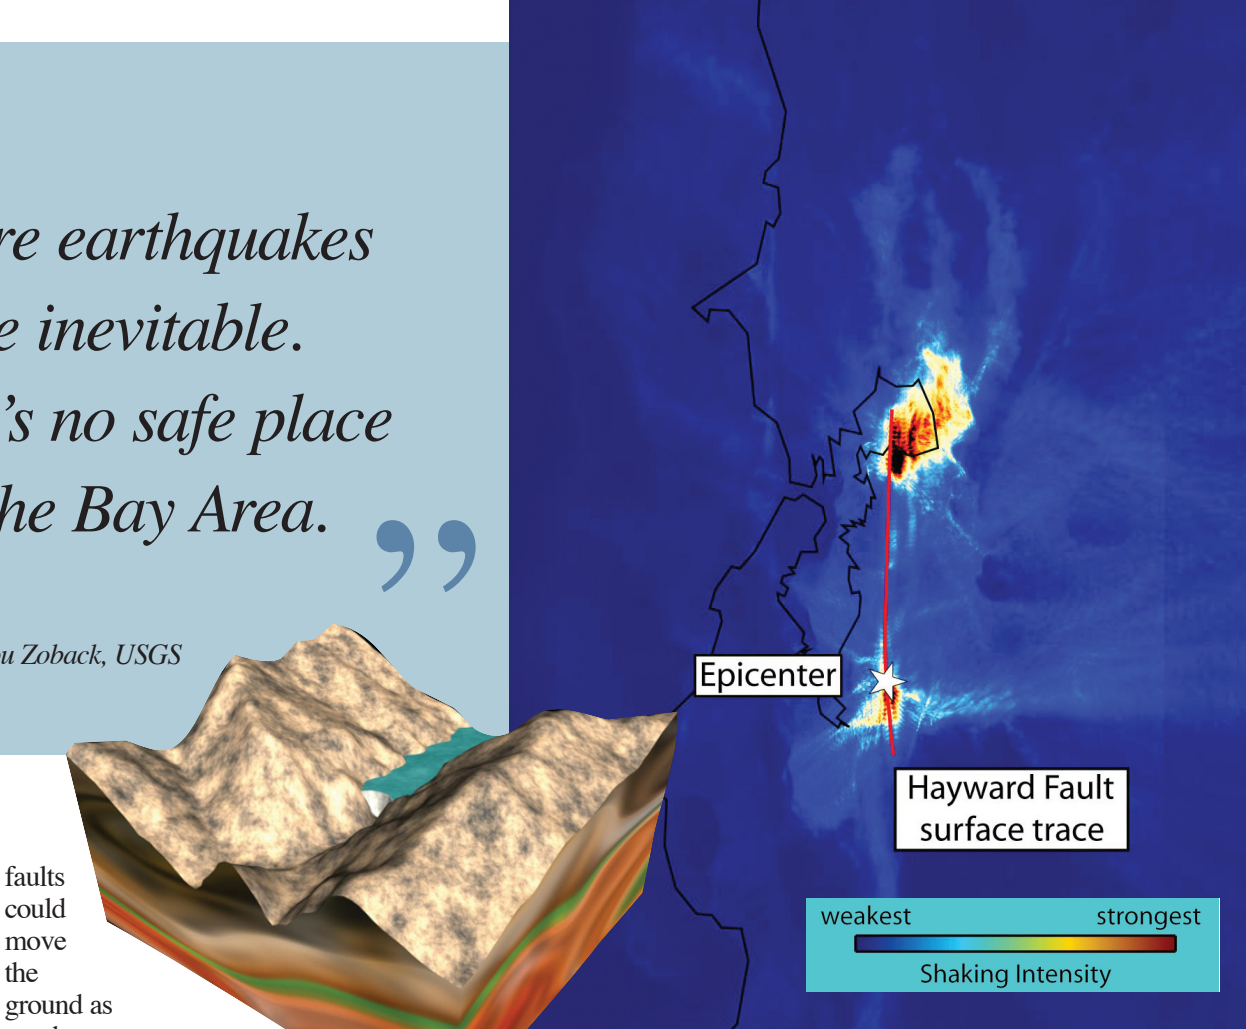 re earthquakes
e inevitable.
’s no safe place
he Bay Area.
”
u Zoback, USGS
Epicenter
Hayward Fault
surface trace
weakest strongest
Shaking Intensity
faults
could
move
the
ground as